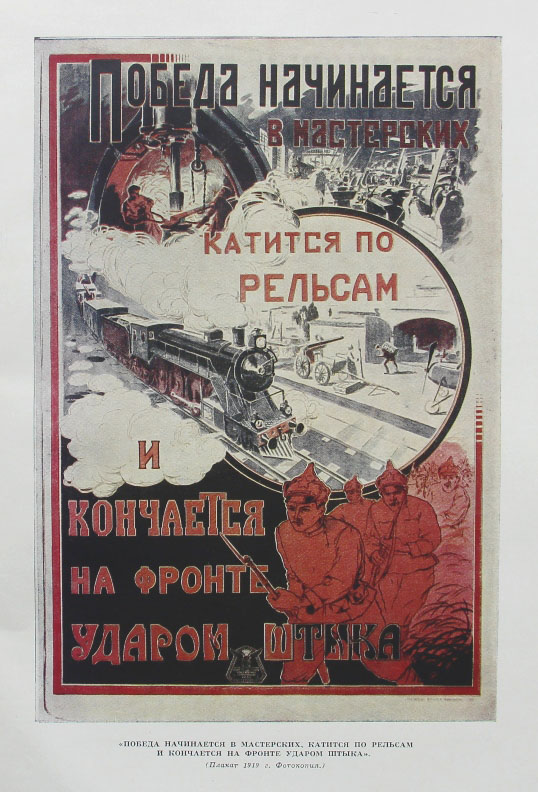 ПОБЕДА НАЧИНАЕТСЯ
В МАСТЕРСКИХ
КАТИТСЯ ПО
РЕЛЬСАМ
И
КОНЧАЕТСЯ
НА ФРОНТЕ
УДАРОМ ШТЫКА
«ПОБЕДА НАЧИНАЕТСЯ В МАСТЕРСКИХ, КАТИТСЯ ПО РЕЛЬСАМ
И КОНЧАЕТСЯ НА ФРОНТЕ УДАРОМ ШТЫКА».
(Плакат 1919 г. Фотокопия.)